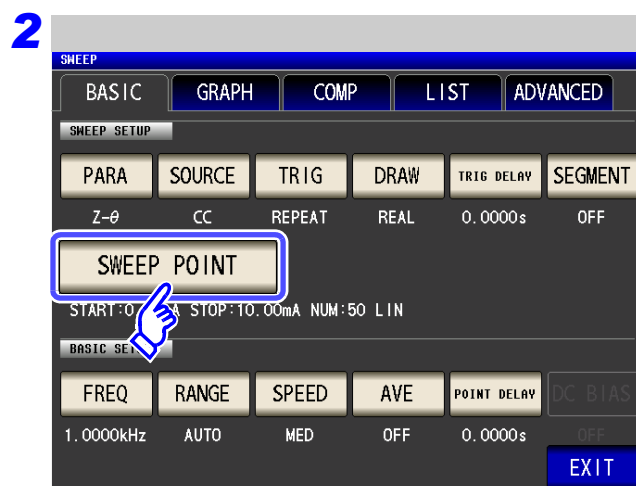 2
SWEEP
BASIC GRAPH COMP LIST ADVANCED
SWEEP SETUP
PARA SOURCE TRIG DRAW TRIG DELAY SEGMENT
Z-θ CC REPEAT REAL 0.0000s OFF
SWEEP POINT
START:0 A STOP:10.00mA NUM:50 LIN
BASIC SE
FREQ RANGE SPEED AVE POINT DELAY DC BIAS
1.0000kHz AUTO MED OFF 0.0000s OFF
EXIT